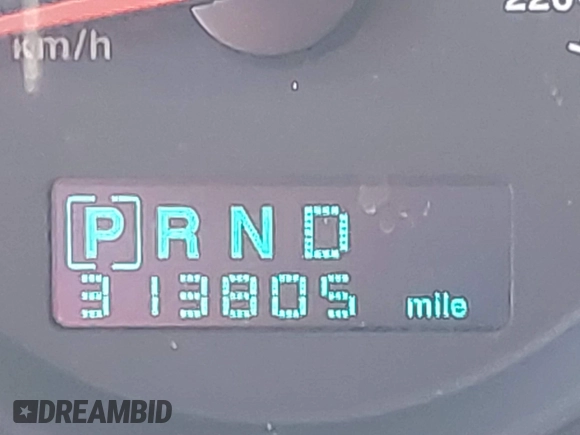 km/h
[P] R N D
313805 mile
DREAMBID